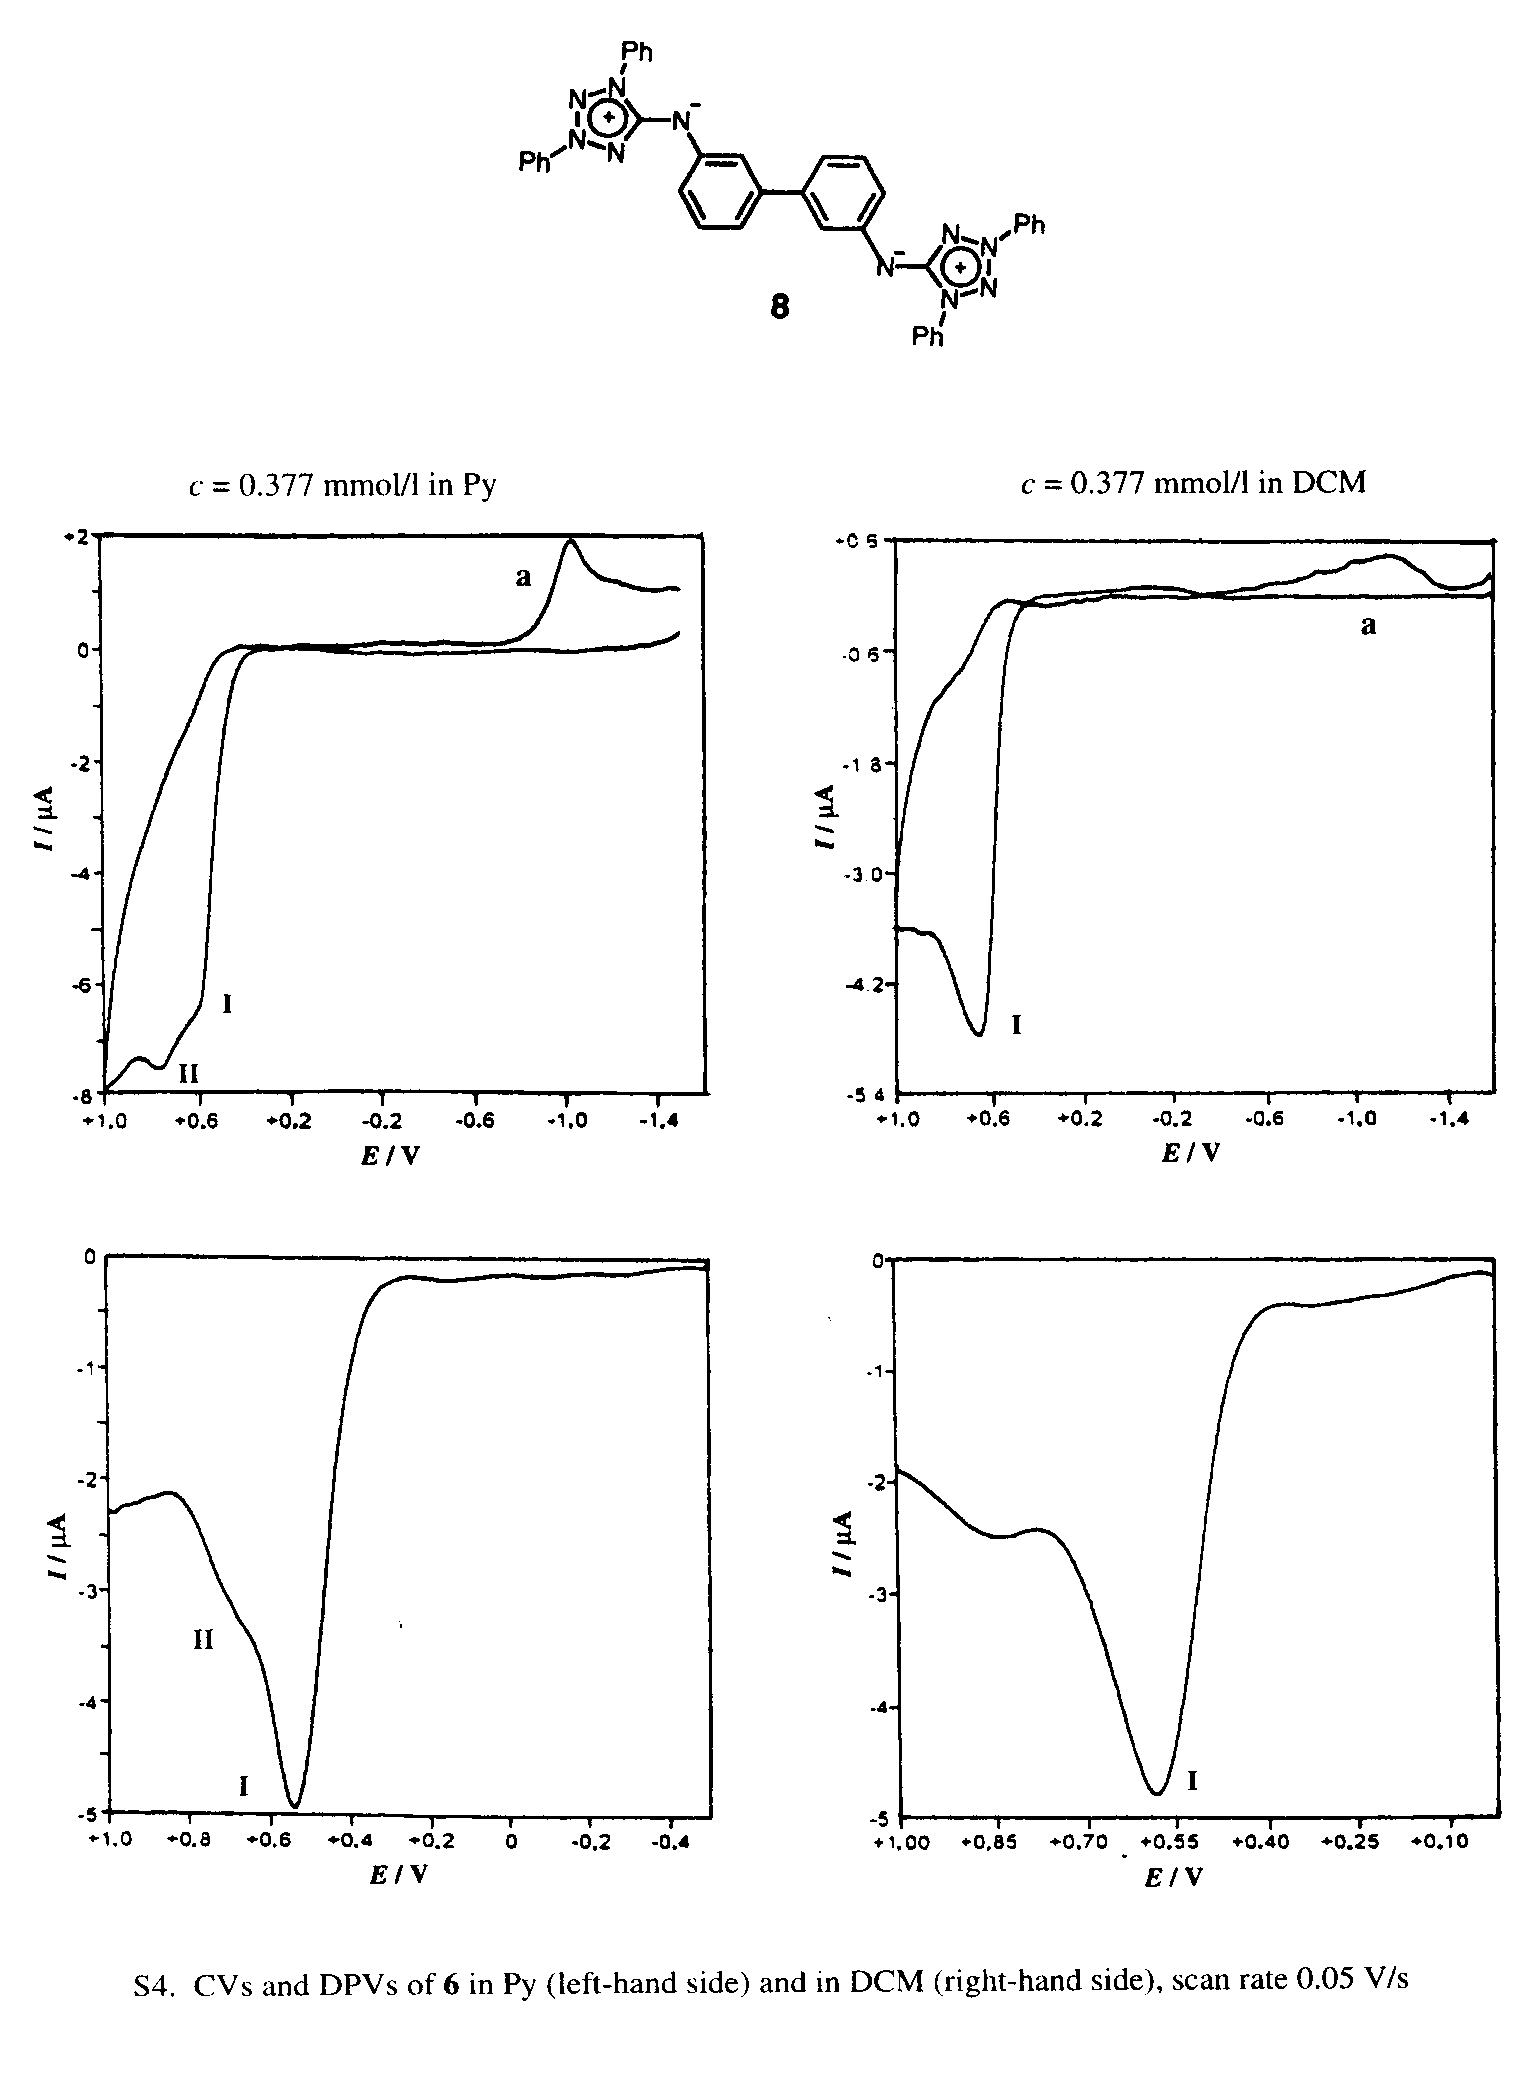 Ph
N N
N N
Ph
+
N-
N-
N N
N N
Ph
+
Ph
8
c = 0.377 mmol/l in Py
c = 0.377 mmol/l in DCM
+2
0
-2
-4
-6
-8
I / µA
a
I
II
+1.0 +0.6 +0.2 -0.2 -0.6 -1.0 -1.4
E / V
+0 6
-0 6
-1 8
-3 0
-4 2
-5 4
I / µA
a
I
+1.0 +0.6 +0.2 -0.2 -0.6 -1.0 -1.4
E / V
0
-1
-2
-3
-4
-5
I / µA
II
I
+1.0 +0.8 +0.6 +0.4 +0.2 0 -0.2 -0.4
E / V
0
-1
-2
-3
-4
-5
I / µA
I
+1.00 +0.85 +0.70 +0.55 +0.40 +0.25 +0.10
E / V
S4. CVs and DPVs of 6 in Py (left-hand side) and in DCM (right-hand side), scan rate 0.05 V/s